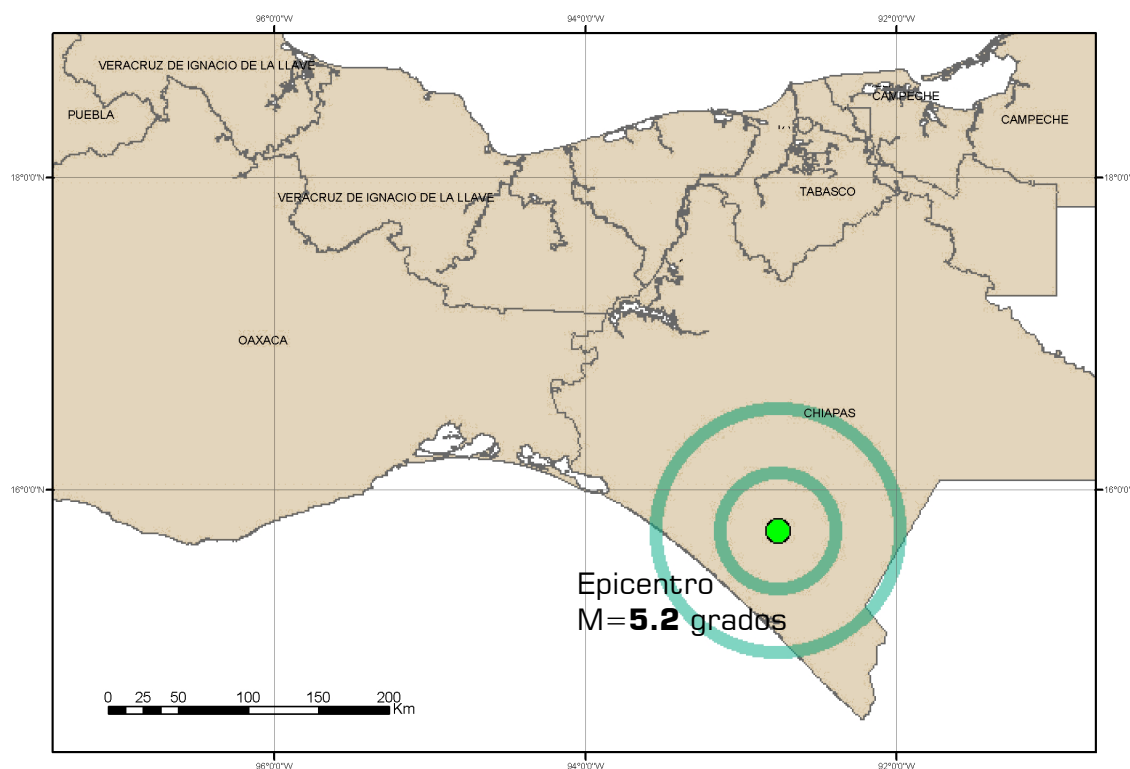 96°0'0"W
94°0'0"W
92°0'0"W
VERACRUZ DE IGNACIO DE LA LLAVE
CAMPECHE
PUEBLA
CAMPECHE
18°0'0"N
18°0'0"N
TABASCO
VERACRUZ DE IGNACIO DE LA LLAVE
OAXACA
CHIAPAS
16°0'0"N
16°0'0"N
Epicentro
M=5.2 grados
0 25 50 100 150 200
Km
96°0'0"W
94°0'0"W
92°0'0"W